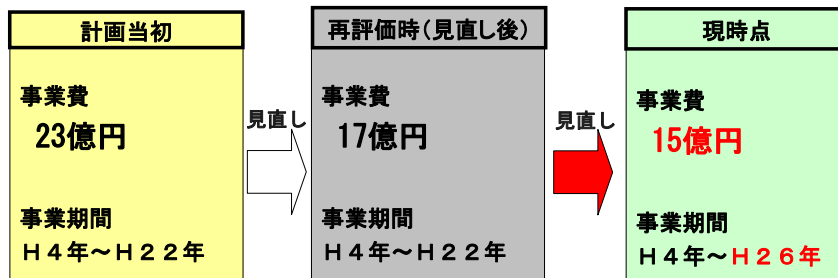 計画当初
事業費
23億円
事業期間
Ｈ４年～Ｈ２２年
見直し
再評価時（見直し後）
事業費
17億円
事業期間
Ｈ４年～Ｈ２２年
見直し
現時点
事業費
15億円
事業期間
Ｈ４年～Ｈ２６年